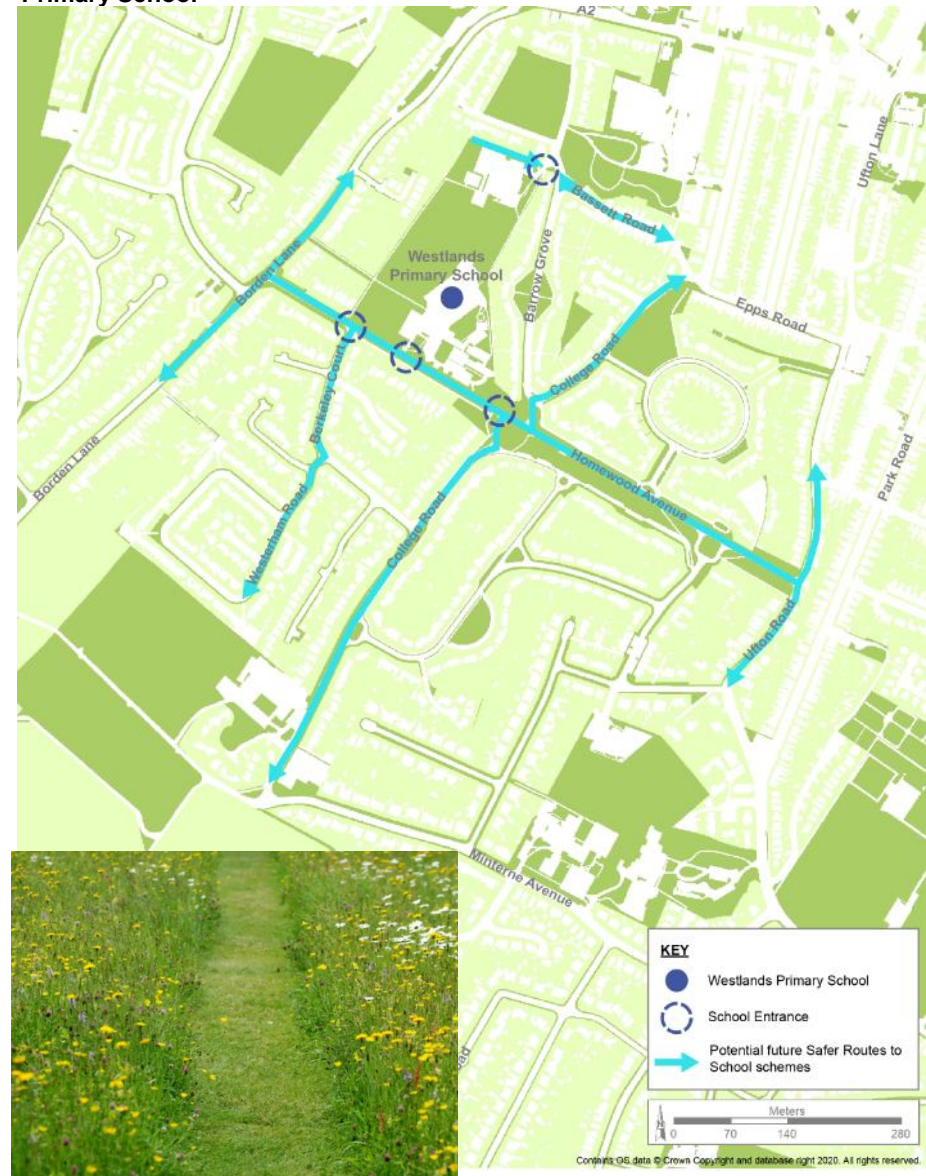 Primary School
A2
Ufton Lane
Bassett Road
Westlands
Primary School
Barrow Grove
Borden Lane
Epps Road
College Road
Berkeley Court
Park Road
Borden Lane
Homewood Avenue
Westerham Road
College Road
Ufton Road
Minterne Avenue
KEY
Westlands Primary School
School Entrance
Potential future Safer Routes to
School schemes
Meters
N
0 70 140 280
Contains OS data © Crown Copyright and database right 2020. All rights reserved.